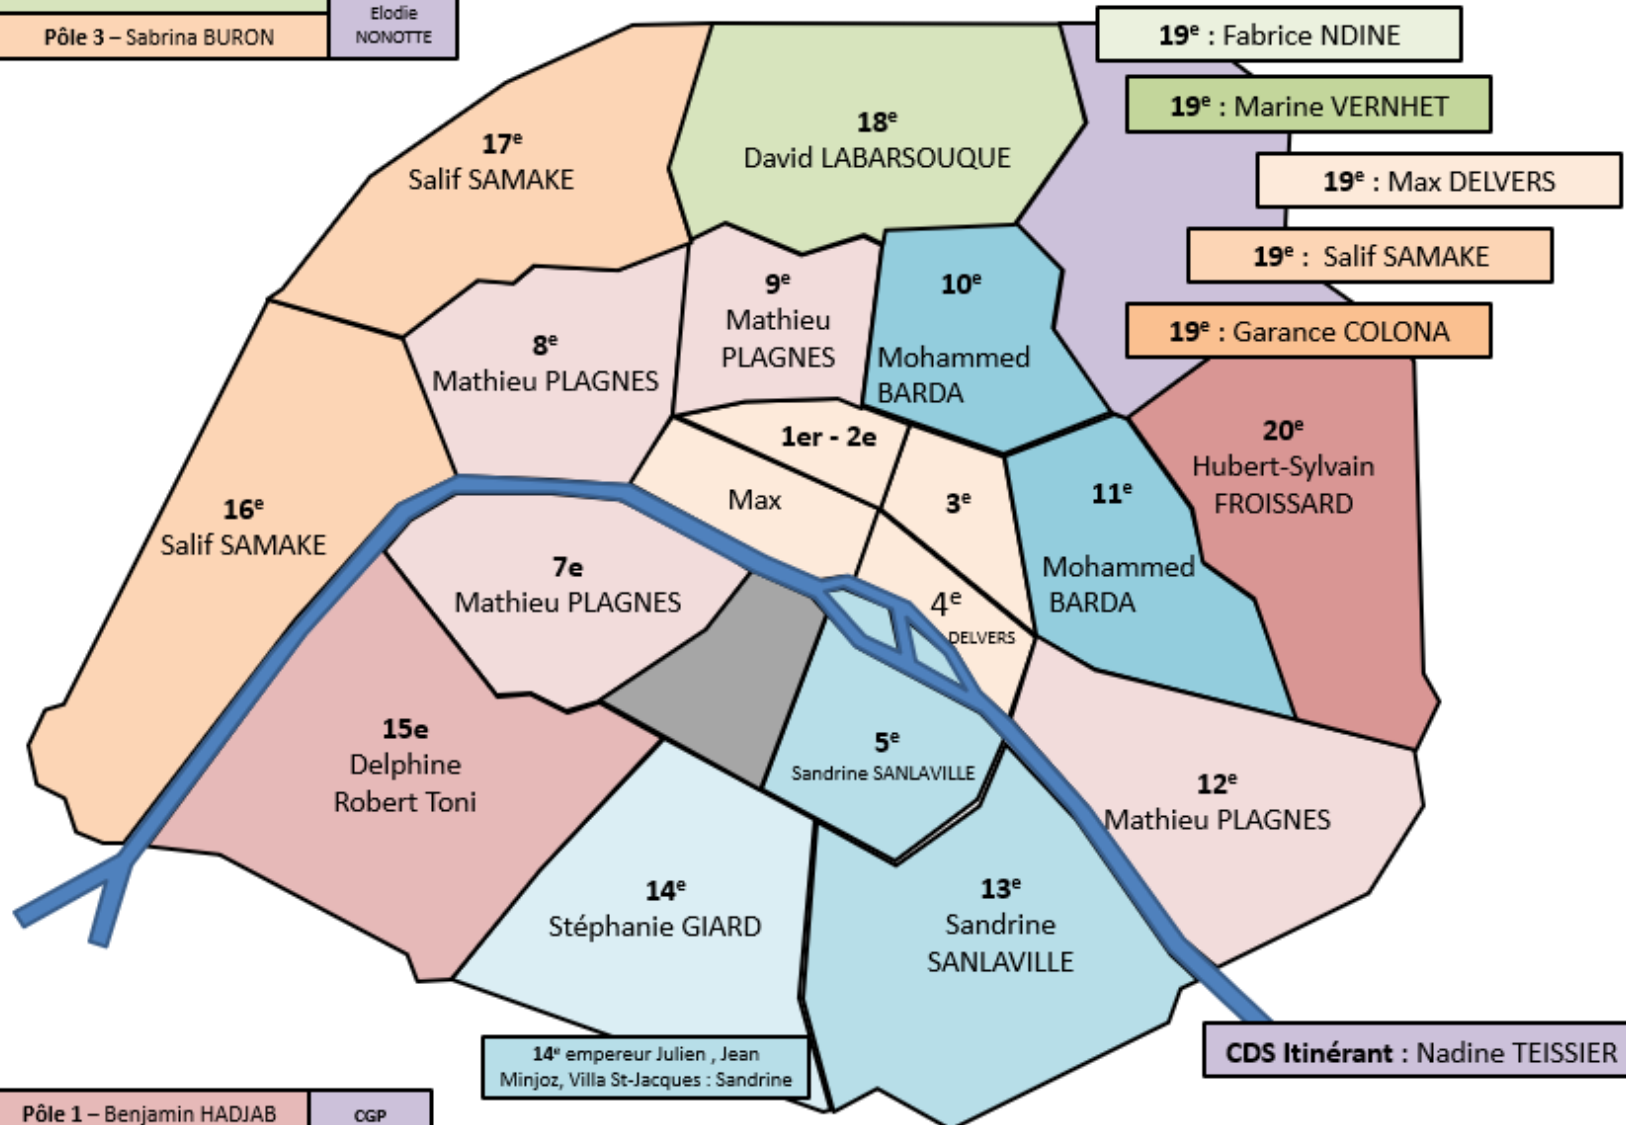 Elodie
NONOTTE
Pôle 3 – Sabrina BURON
19e : Fabrice NDINE
19e : Marine VERNHET
19e : Max DELVERS
19e : Salif SAMAKE
19e : Garance COLONA
18e
David LABARSOUQUE
17e
Salif SAMAKE
9e
Mathieu
PLAGNES
10e
Mohammed
BARDA
8e
Mathieu PLAGNES
1er - 2e
Max
3e
4e
DELVERS
11e
Mohammed
BARDA
20e
Hubert-Sylvain
FROISSARD
16e
Salif SAMAKE
7e
Mathieu PLAGNES
15e
Delphine
Robert Toni
5e
Sandrine SANLAVILLE
12e
Mathieu PLAGNES
14e
Stéphanie GIARD
13e
Sandrine
SANLAVILLE
14e empereur Julien , Jean
Minjoz, Villa St-Jacques : Sandrine
CDS Itinérant : Nadine TEISSIER
Pôle 1 – Benjamin HADJAB
CGP